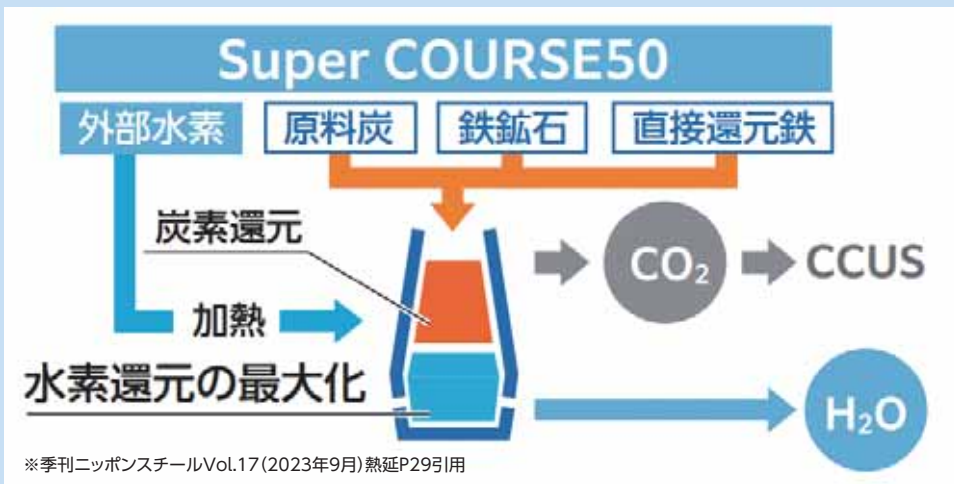 Super COURSE50
外部水素
原料炭
鉄鉱石
直接還元鉄
炭素還元
CO₂
CCUS
加熱
水素還元の最大化
H₂O
※季刊ニッポンスチールVol.17(2023年9月)熱延P29引用